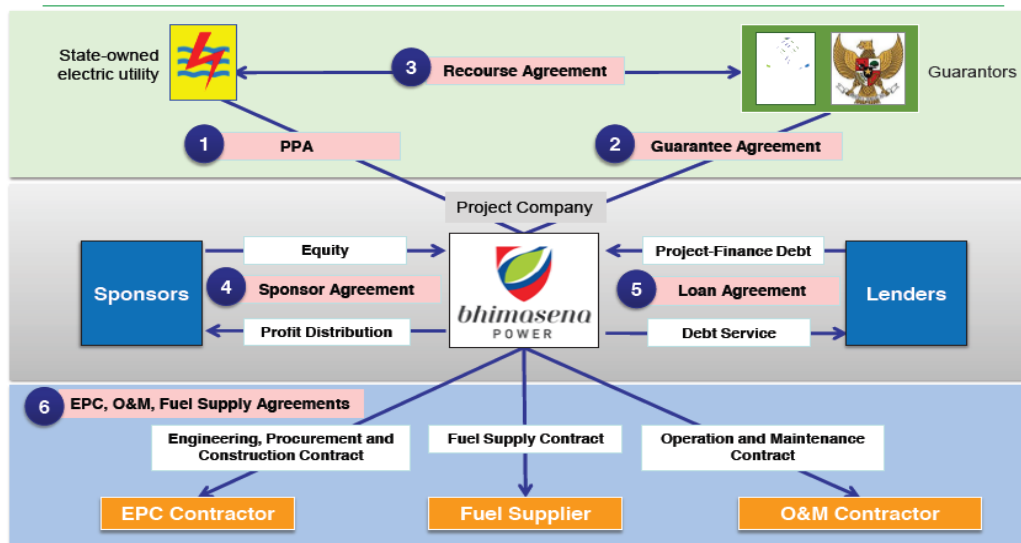 State-owned
electric utility
3
Recourse Agreement
Guarantors
1
PPA
2
Guarantee Agreement
Project Company
Equity
Project-Finance Debt
Sponsors
4
Sponsor Agreement
bhimasena
POWER
5
Loan Agreement
Lenders
Profit Distribution
Debt Service
6
EPC, O&M, Fuel Supply Agreements
Engineering, Procurement and
Construction Contract
Fuel Supply Contract
Operation and Maintenance
Contract
EPC Contractor
Fuel Supplier
O&M Contractor